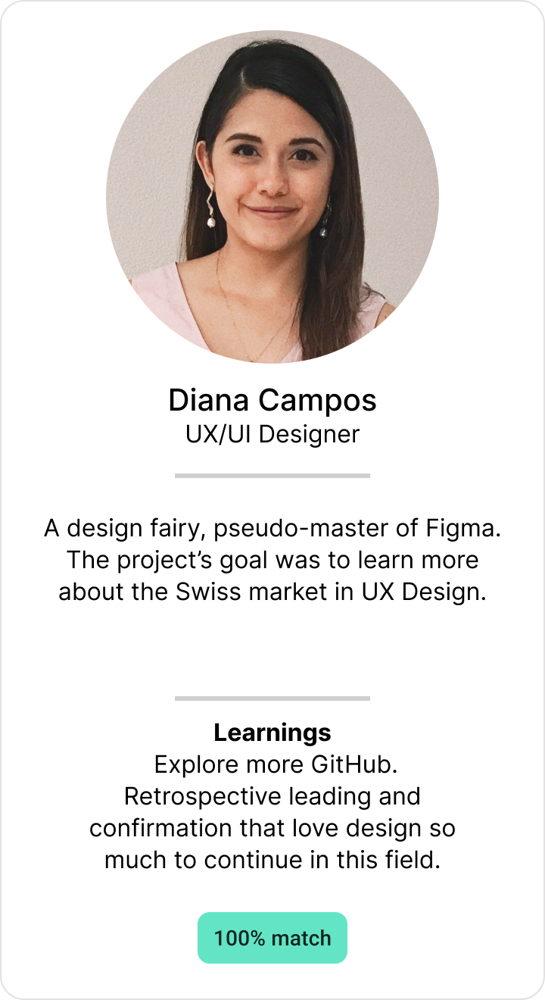 Diana Campos
UX/UI Designer
A design fairy, pseudo-master of Figma.
The project’s goal was to learn more
about the Swiss market in UX Design.
Learnings
Explore more GitHub.
Retrospective leading and
confirmation that love design so
much to continue in this field.
100% match